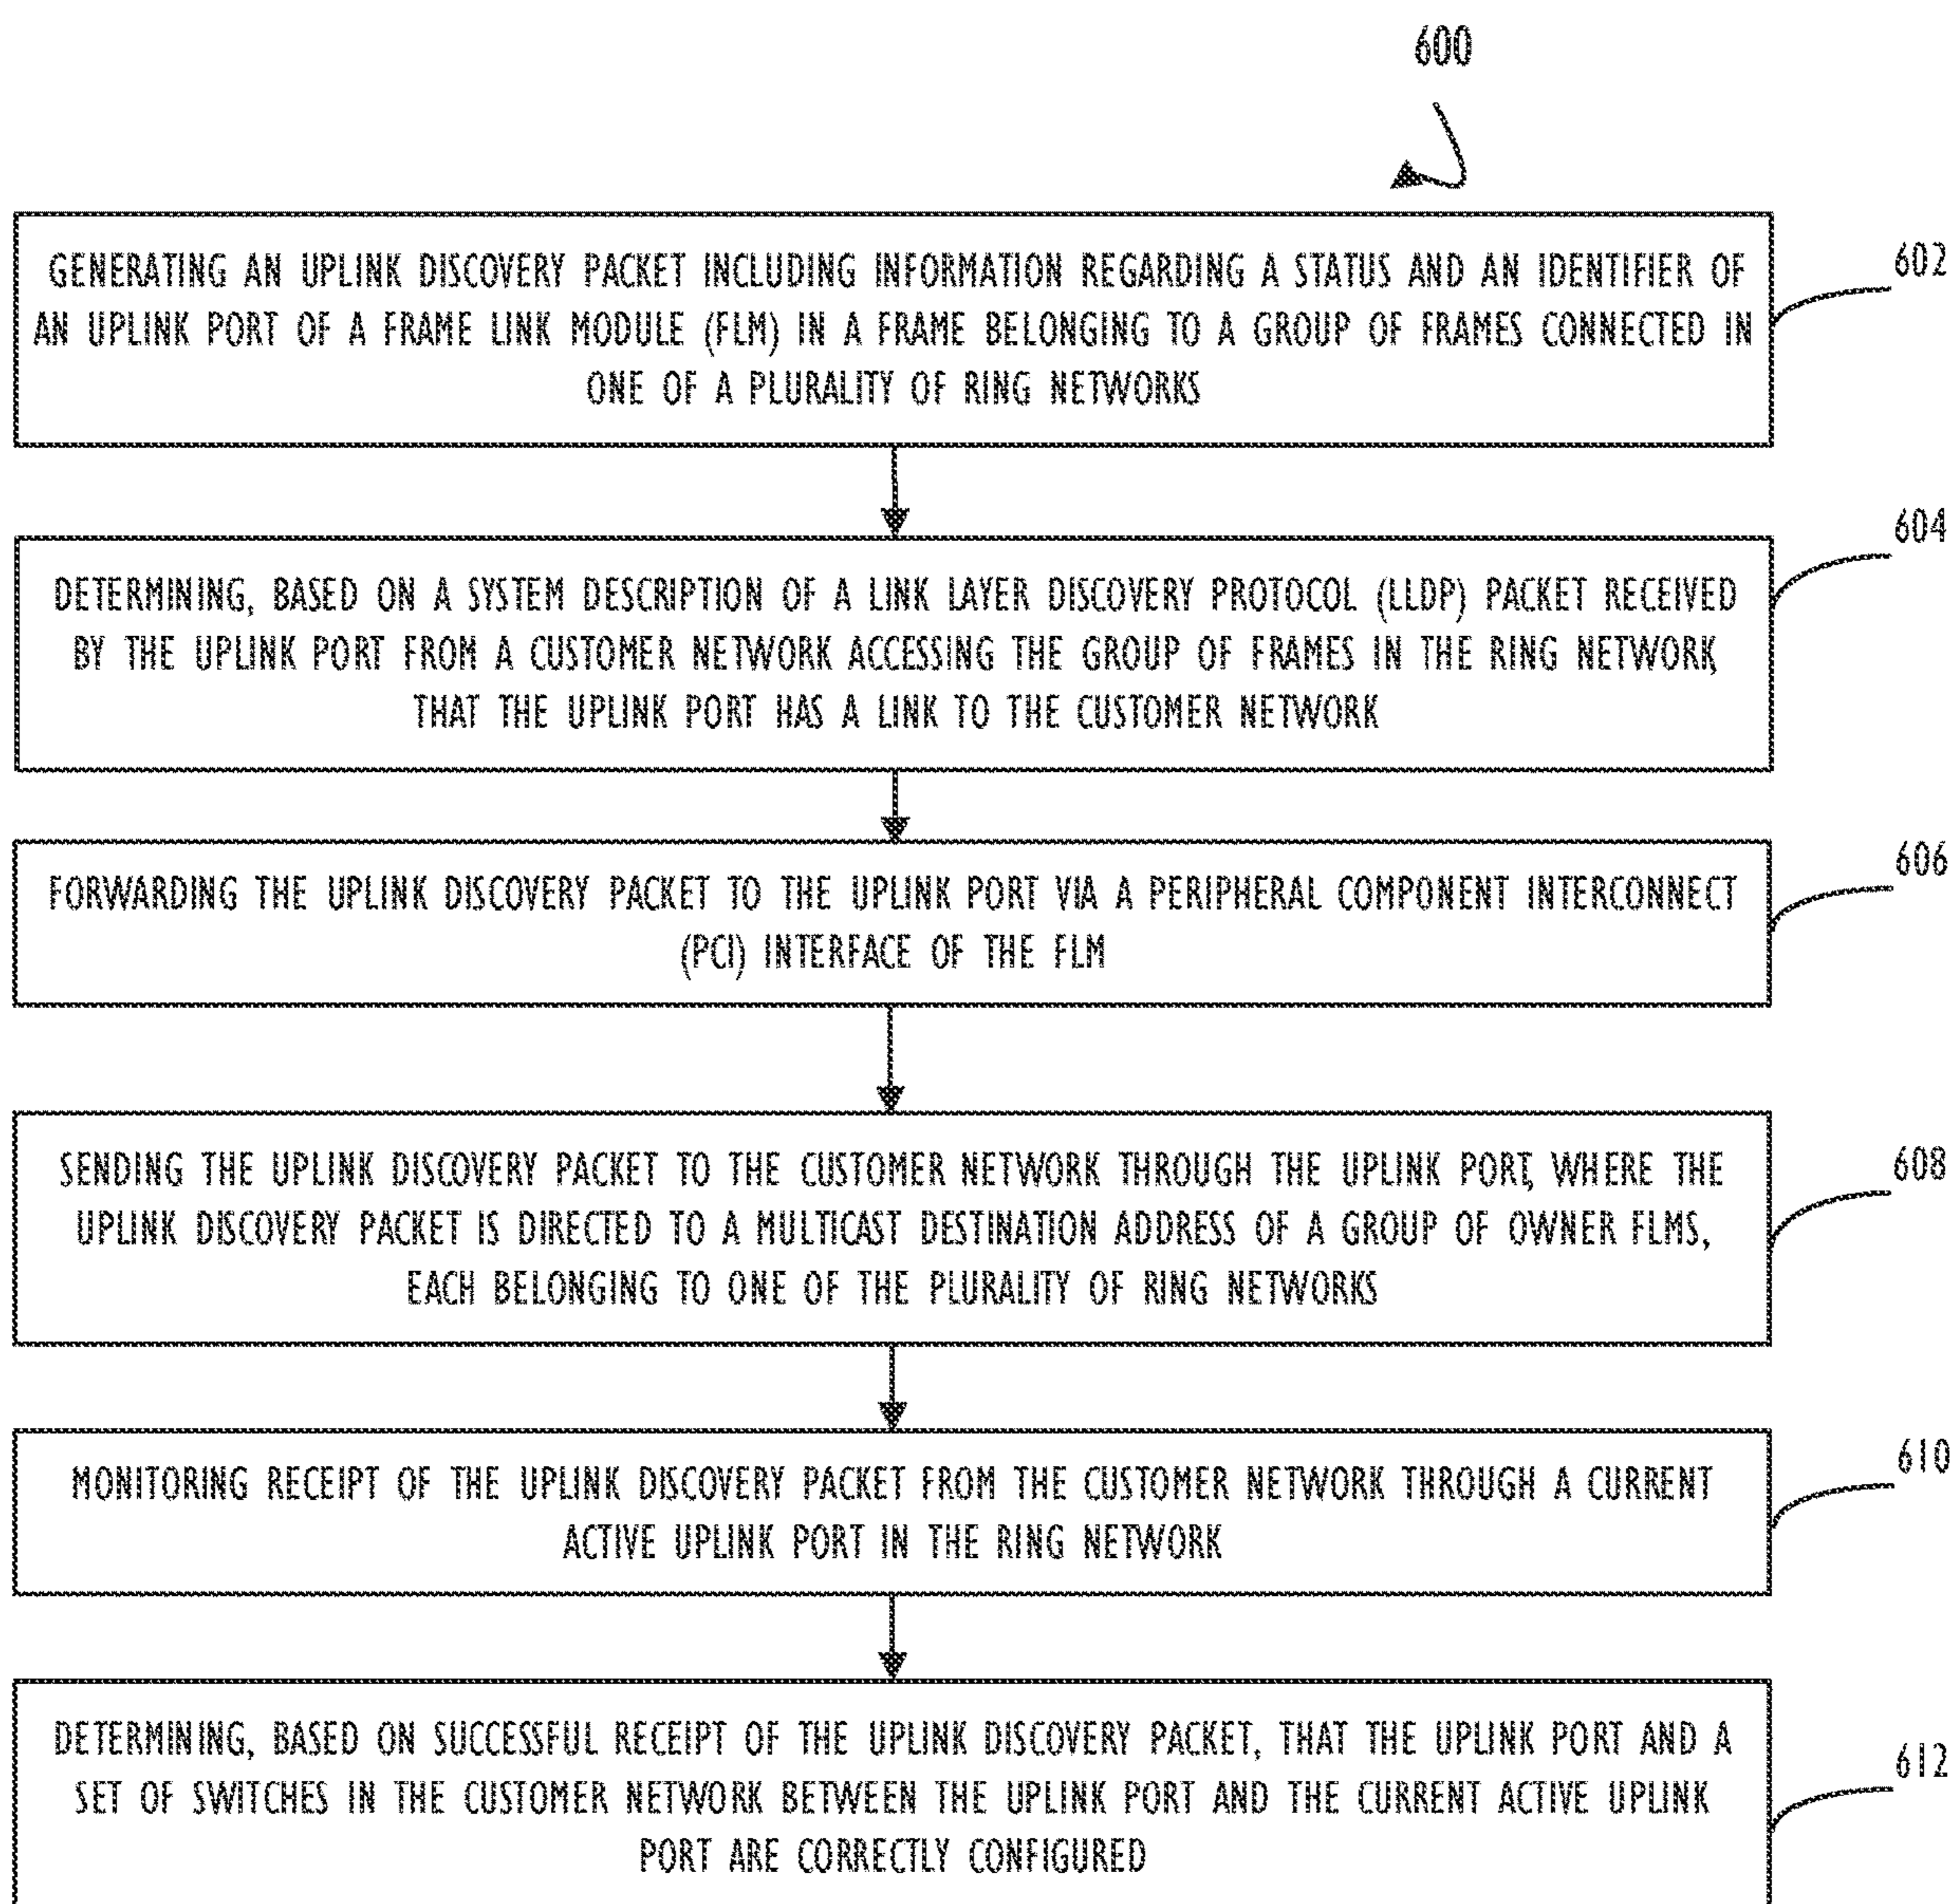 600
GENERATING AN UPLINK DISCOVERY PACKET INCLUDING INFORMATION REGARDING A STATUS AND AN IDENTIFIER OF
AN UPLINK PORT OF A FRAME LINK MODULE (FLM) IN A FRAME BELONGING TO A GROUP OF FRAMES CONNECTED IN
ONE OF A PLURALITY OF RING NETWORKS
602
DETERMINING, BASED ON A SYSTEM DESCRIPTION OF A LINK LAYER DISCOVERY PROTOCOL (LLDP) PACKET RECEIVED
BY THE UPLINK PORT FROM A CUSTOMER NETWORK ACCESSING THE GROUP OF FRAMES IN THE RING NETWORK,
THAT THE UPLINK PORT HAS A LINK TO THE CUSTOMER NETWORK
604
FORWARDING THE UPLINK DISCOVERY PACKET TO THE UPLINK PORT VIA A PERIPHERAL COMPONENT INTERCONNECT
(PCI) INTERFACE OF THE FLM
606
SENDING THE UPLINK DISCOVERY PACKET TO THE CUSTOMER NETWORK THROUGH THE UPLINK PORT, WHERE THE
UPLINK DISCOVERY PACKET IS DIRECTED TO A MULTICAST DESTINATION ADDRESS OF A GROUP OF OWNER FLMS,
EACH BELONGING TO ONE OF THE PLURALITY OF RING NETWORKS
608
MONITORING RECEIPT OF THE UPLINK DISCOVERY PACKET FROM THE CUSTOMER NETWORK THROUGH A CURRENT
ACTIVE UPLINK PORT IN THE RING NETWORK
610
DETERMINING, BASED ON SUCCESSFUL RECEIPT OF THE UPLINK DISCOVERY PACKET, THAT THE UPLINK PORT AND A
SET OF SWITCHES IN THE CUSTOMER NETWORK BETWEEN THE UPLINK PORT AND THE CURRENT ACTIVE UPLINK
PORT ARE CORRECTLY CONFIGURED
612